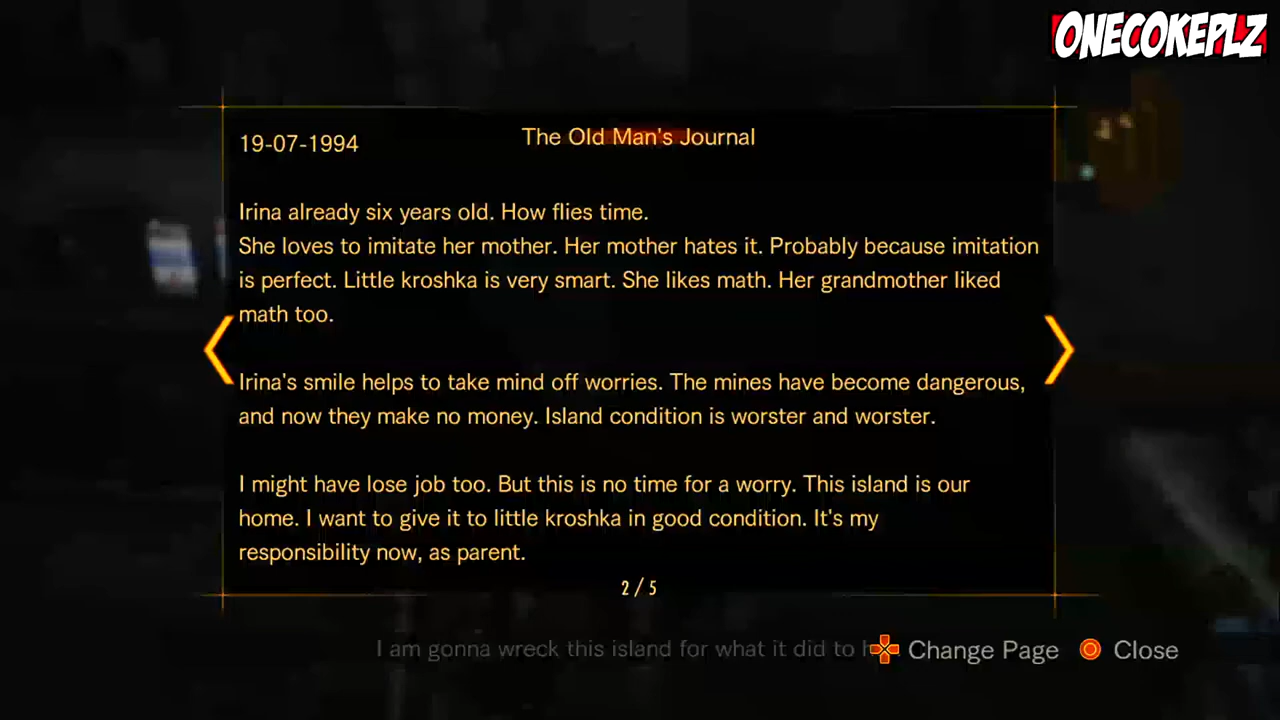 ONECOKEPLZ
19-07-1994
The Old Man's Journal
Irina already six years old. How flies time.
She loves to imitate her mother. Her mother hates it. Probably because imitation
is perfect. Little kroshka is very smart. She likes math. Her grandmother liked
math too.
Irina's smile helps to take mind off worries. The mines have become dangerous,
and now they make no money. Island condition is worster and worster.
I might have lose job too. But this is no time for a worry. This island is our
home. I want to give it to little kroshka in good condition. It's my
responsibility now, as parent.
2/5
I am gonna wreck this island for what it did to
Change Page Close